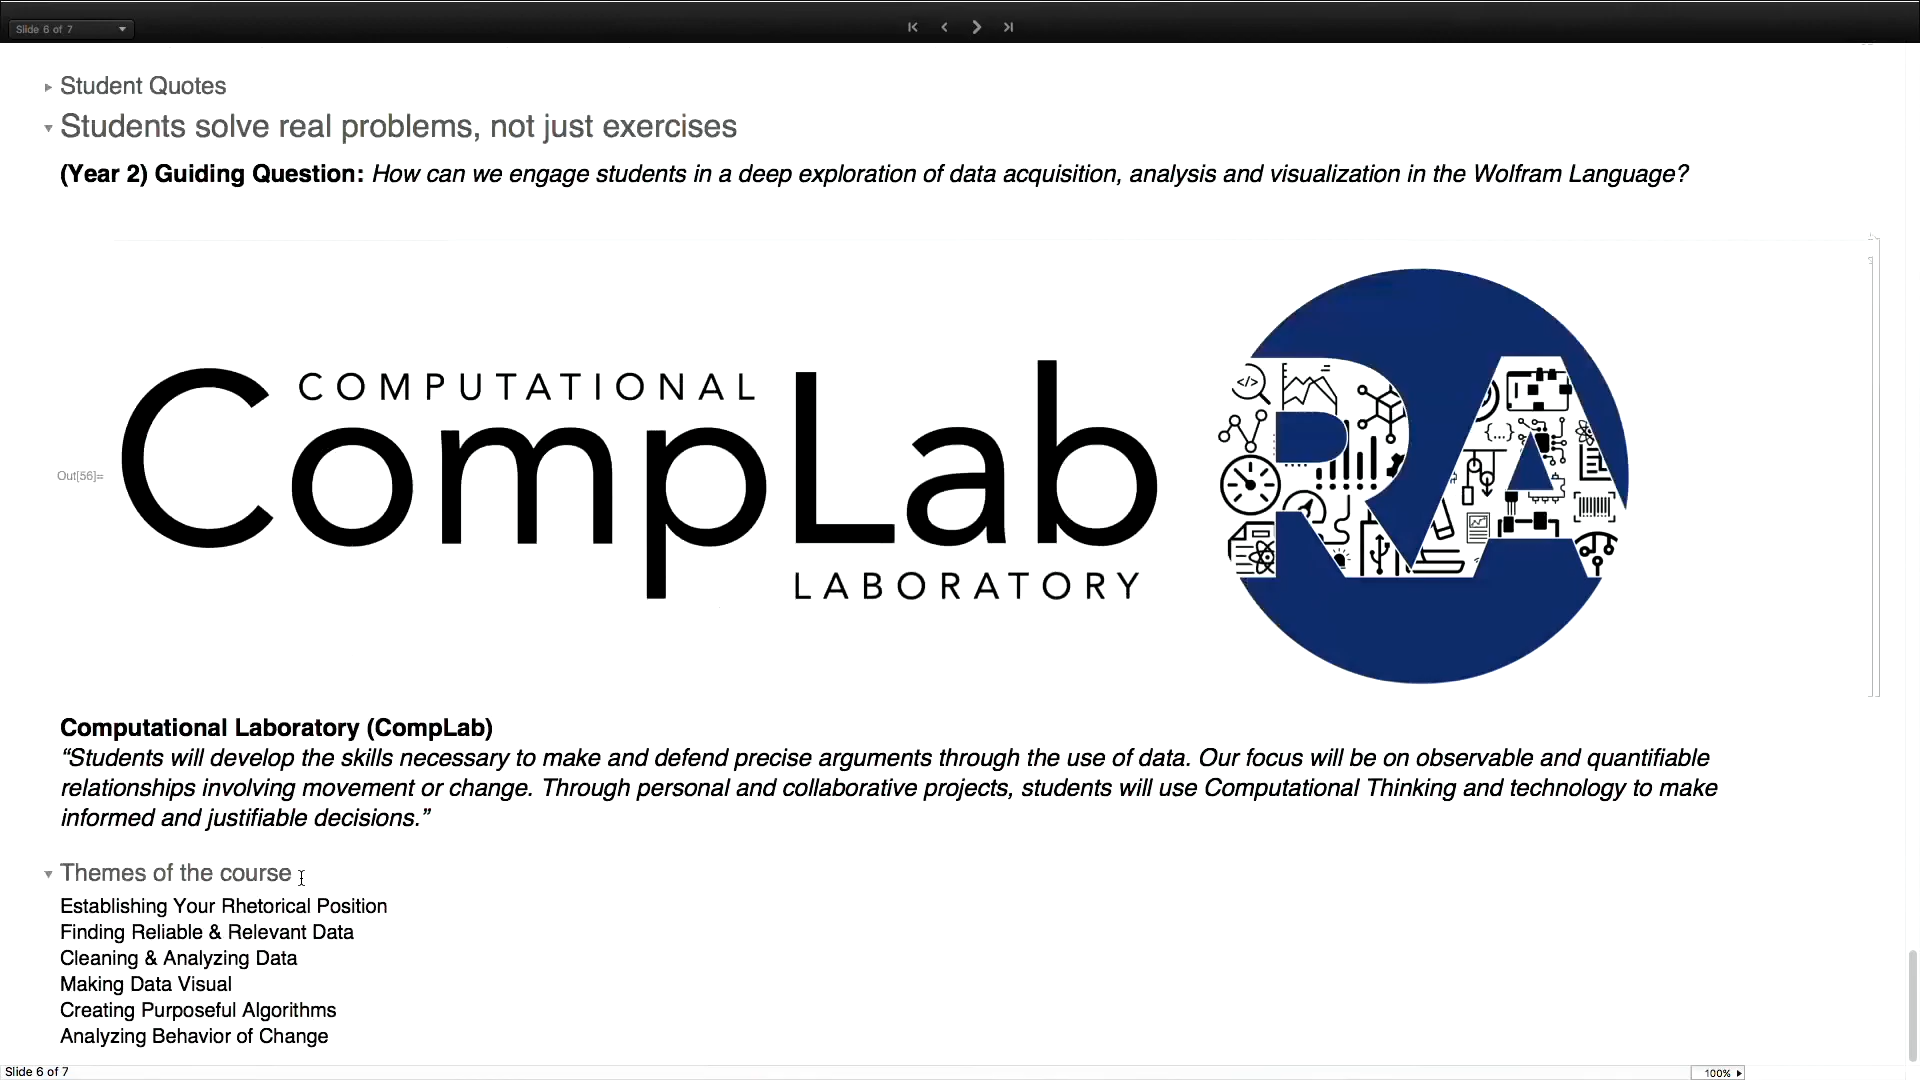 Slide 6 of 7
Student Quotes
Students solve real problems, not just exercises
(Year 2) Guiding Question: How can we engage students in a deep exploration of data acquisition, analysis and visualization in the Wolfram Language?
Out[56]=
COMPUTATIONAL
CompLab
LABORATORY
RA
Computational Laboratory (CompLab)
“Students will develop the skills necessary to make and defend precise arguments through the use of data. Our focus will be on observable and quantifiable
relationships involving movement or change. Through personal and collaborative projects, students will use Computational Thinking and technology to make
informed and justifiable decisions.”
Themes of the course
Establishing Your Rhetorical Position
Finding Reliable & Relevant Data
Cleaning & Analyzing Data
Making Data Visual
Creating Purposeful Algorithms
Analyzing Behavior of Change
Slide 6 of 7
100%